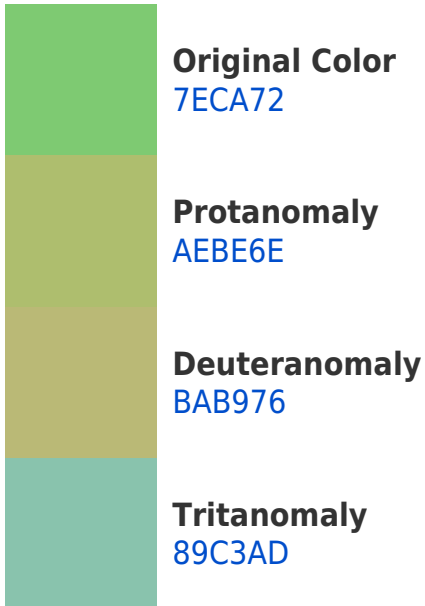 Original Color
7ECA72
Protanomaly
AEBE6E
Deuteranomaly
BAB976
Tritanomaly
89C3AD